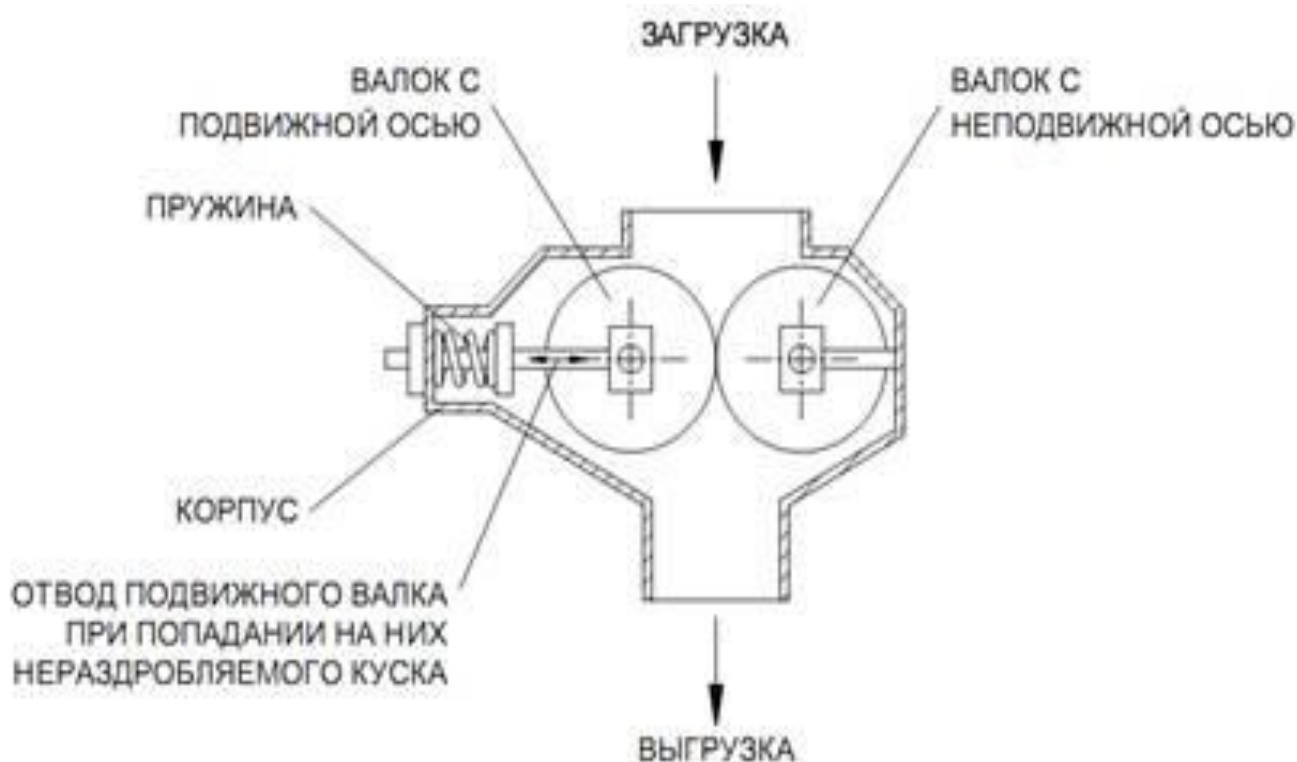 ЗАГРУЗКА
ВАЛОК С
ПОДВИЖНОЙ ОСЬЮ
ВАЛОК С
НЕПОДВИЖНОЙ ОСЬЮ
ПРУЖИНА
КОРПУС
ОТВОД ПОДВИЖНОГО ВАЛКА
ПРИ ПОПАДАНИИ НА НИХ
НЕРАЗДРОБЛЯЕМОГО КУСКА
ВЫГРУЗКА